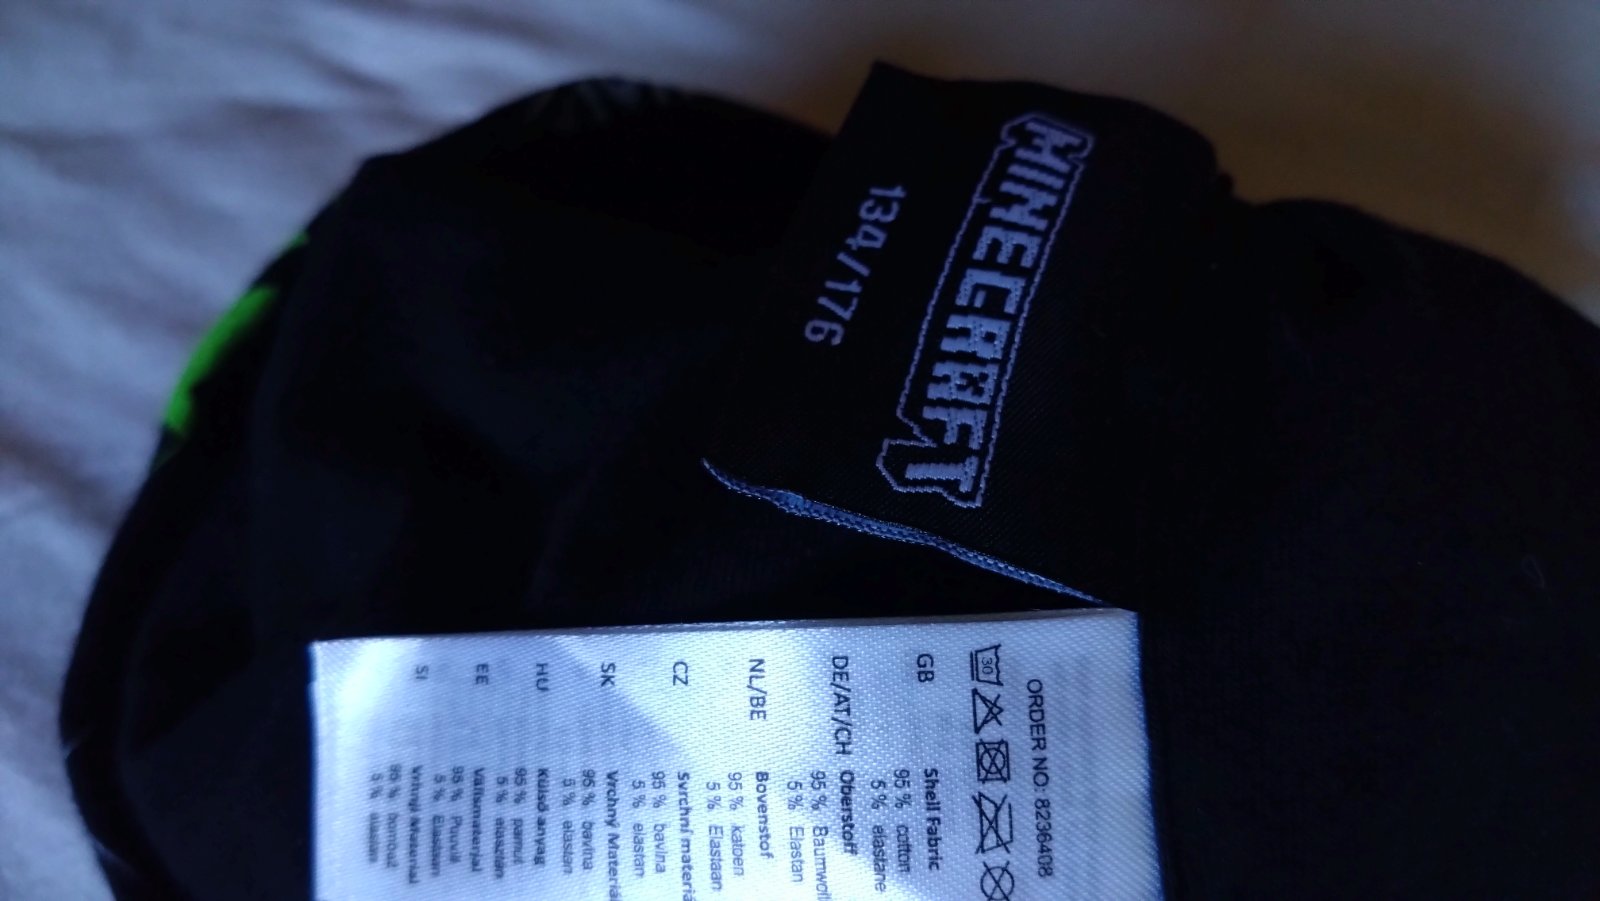 MINECRAFT
134/176
ORDER NO: 8236408
30
GB Shell Fabric
95 % cotton
5 % elastane
DE/AT/CH Oberstoff
95 % Baumwoll
5 % Elastan
NL/BE Bovenstof
95 % katoen
5 % Elastaan
CZ Svrchní materiá
95 % bavlna
5 % elastan
SK Vrchný Materiá
95 % bavlna
5 % elastan
HU Külső anyag
95 % pamut
5 % elasztán
EE Välismaterjal
95 % Puuvill
5 % Elastaan
SI Vrhnji Material
95 % bombaž
5 % elastan